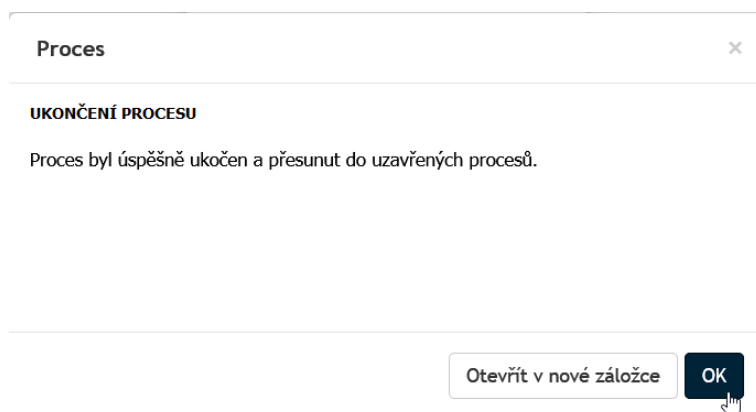 Proces ×
UKONČENÍ PROCESU
Proces byl úspěšně ukočen a přesunut do uzavřených procesů.
Otevřít v nové záložce OK